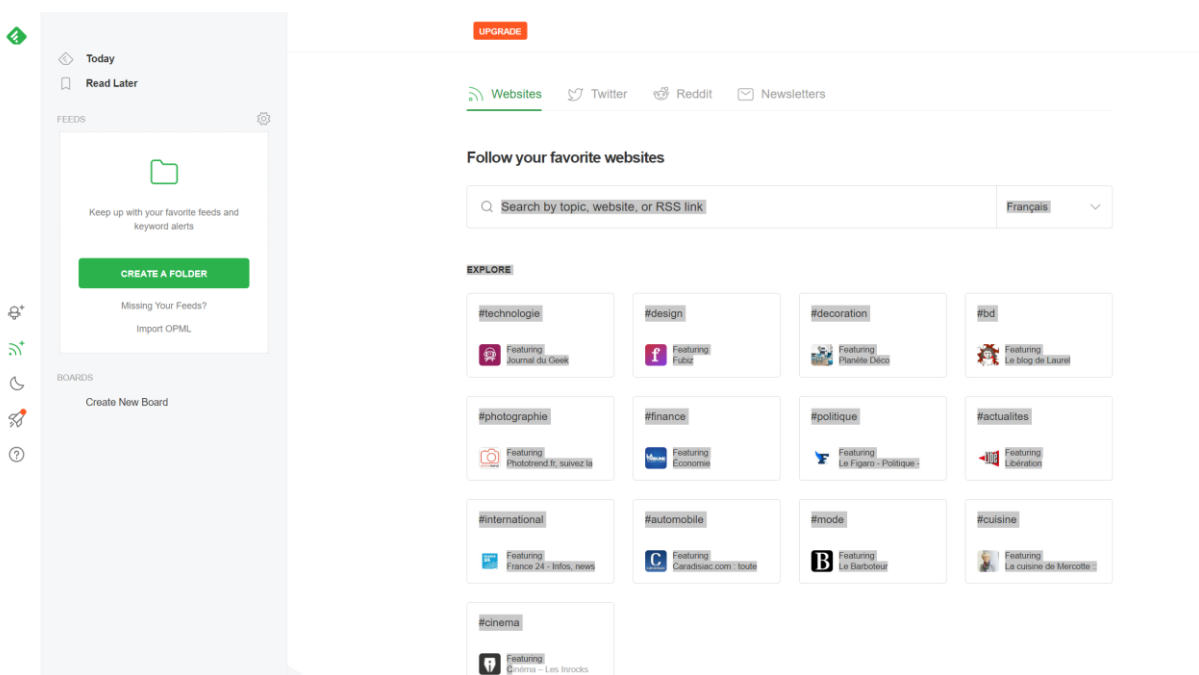 UPGRADE
Today
Read Later
FEEDS
Keep up with your favorite feeds and
keyword alerts
CREATE A FOLDER
Missing Your Feeds?
Import OPML
BOARDS
Create New Board
Websites
Twitter
Reddit
Newsletters
Follow your favorite websites
Search by topic, website, or RSS link
Français
EXPLORE
#technologie
Featuring
Journal du Geek
#design
Featuring
Fubiz
#decoration
Featuring
Planète Déco
#bd
Featuring
Le blog de Laurel
#photographie
Featuring
Phototrend.fr, suivez la
#finance
Featuring
Économie
#politique
Featuring
Le Figaro - Politique -
#actualites
Featuring
Libération
#international
Featuring
France 24 - Infos, news
#automobile
Featuring
Caradisiac.com : toute
#mode
Featuring
Le Barboteur
#cuisine
Featuring
La cuisine de Mercotte ::
#cinema
Featuring
Cinéma – Les Inrocks